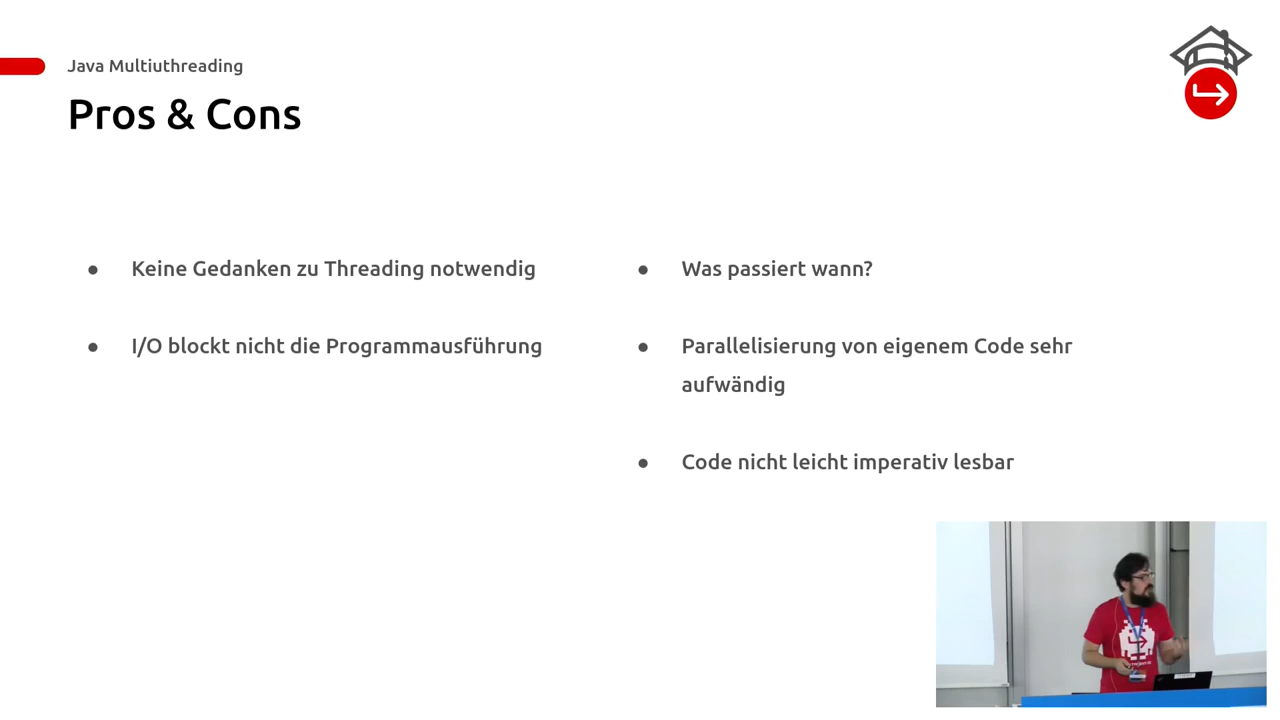 Java Multiuthreading
Pros & Cons
● Keine Gedanken zu Threading notwendig
● I/O blockt nicht die Programmausführung
● Was passiert wann?
● Parallelisierung von eigenem Code sehr
aufwändig
● Code nicht leicht imperativ lesbar